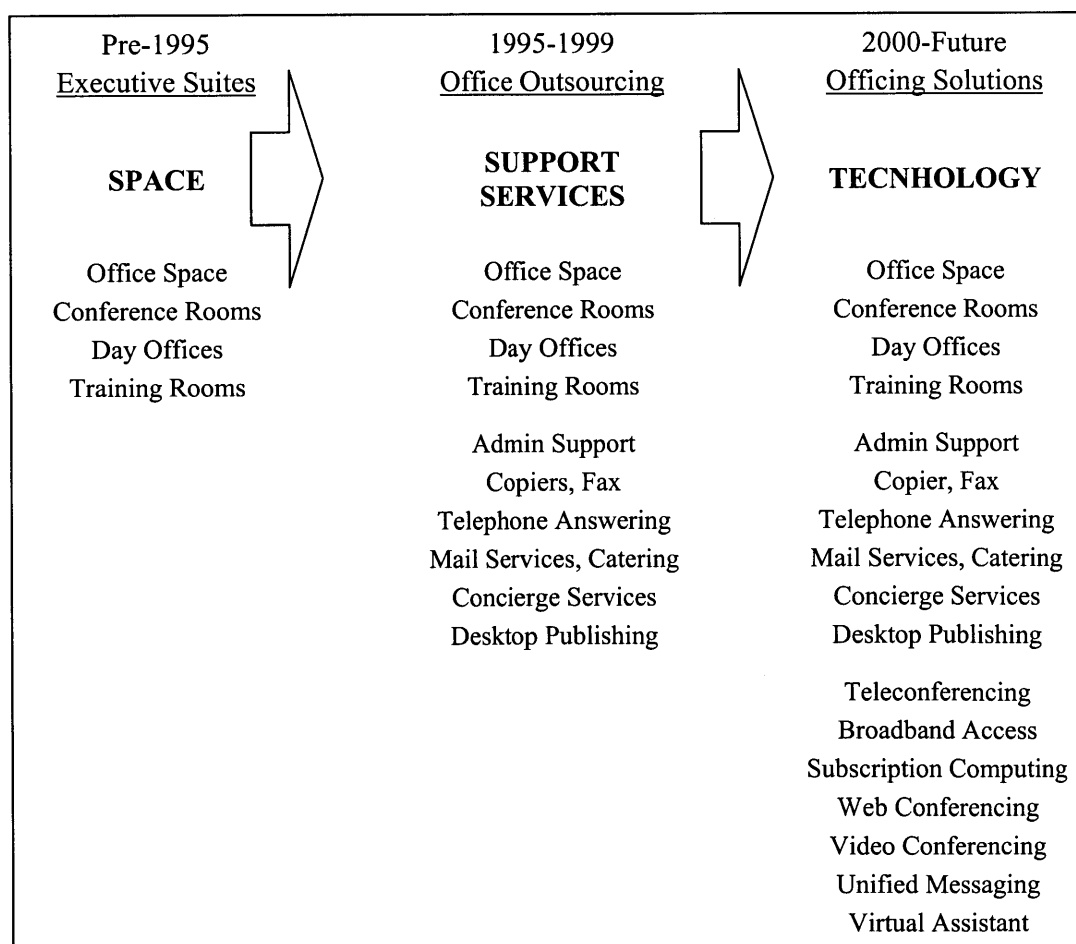 Pre-1995
Executive Suites
SPACE
Office Space
Conference Rooms
Day Offices
Training Rooms
1995-1999
Office Outsourcing
SUPPORT
SERVICES
Office Space
Conference Rooms
Day Offices
Training Rooms
Admin Support
Copiers, Fax
Telephone Answering
Mail Services, Catering
Concierge Services
Desktop Publishing
2000-Future
Officing Solutions
TECNHOLOGY
Office Space
Conference Rooms
Day Offices
Training Rooms
Admin Support
Copier, Fax
Telephone Answering
Mail Services, Catering
Concierge Services
Desktop Publishing
Teleconferencing
Broadband Access
Subscription Computing
Web Conferencing
Video Conferencing
Unified Messaging
Virtual Assistant